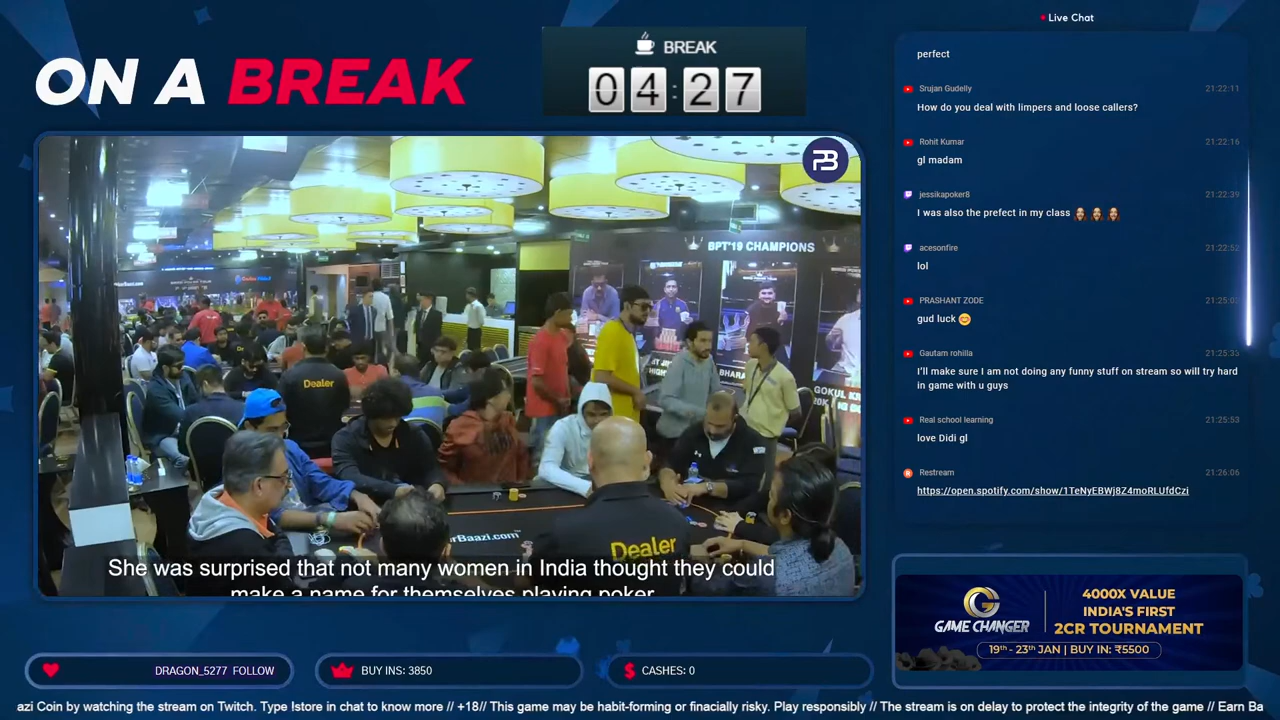 Live Chat
ON A BREAK
BREAK
04:27
perfect
Srujan Gudelly 21:22:11
How do you deal with limpers and loose callers?
Rohit Kumar 21:22:16
gl madam
jessikapoker8 21:22:39
I was also the prefect in my class
acesonfire 21:22:52
lol
PRASHANT ZODE
gud luck
Gautam rohilla 21:25:33
I'll make sure I am not doing any funny stuff on stream so will try hard
in game with u guys
Real school learning 21:25:53
love Didi gl
Restream 21:26:06
https://open.spotify.com/show/1TeNyEBWj8Z4moRLUfdCzi
BPT'19 CHAMPIONS
Dealer
Dealer
She was surprised that not many women in India thought they could
make a name for themselves playing poker
GAME CHANGER
4000X VALUE
INDIA'S FIRST
2CR TOURNAMENT
19th - 23th JAN | BUY IN: ₹5500
DRAGON_5277 FOLLOW
BUY INS: 3850
CASHES: 0
azi Coin by watching the stream on Twitch. Type !store in chat to know more // +18// This game may be habit-forming or finacially risky. Play responsibly // The stream is on delay to protect the integrity of the game // Earn Ba